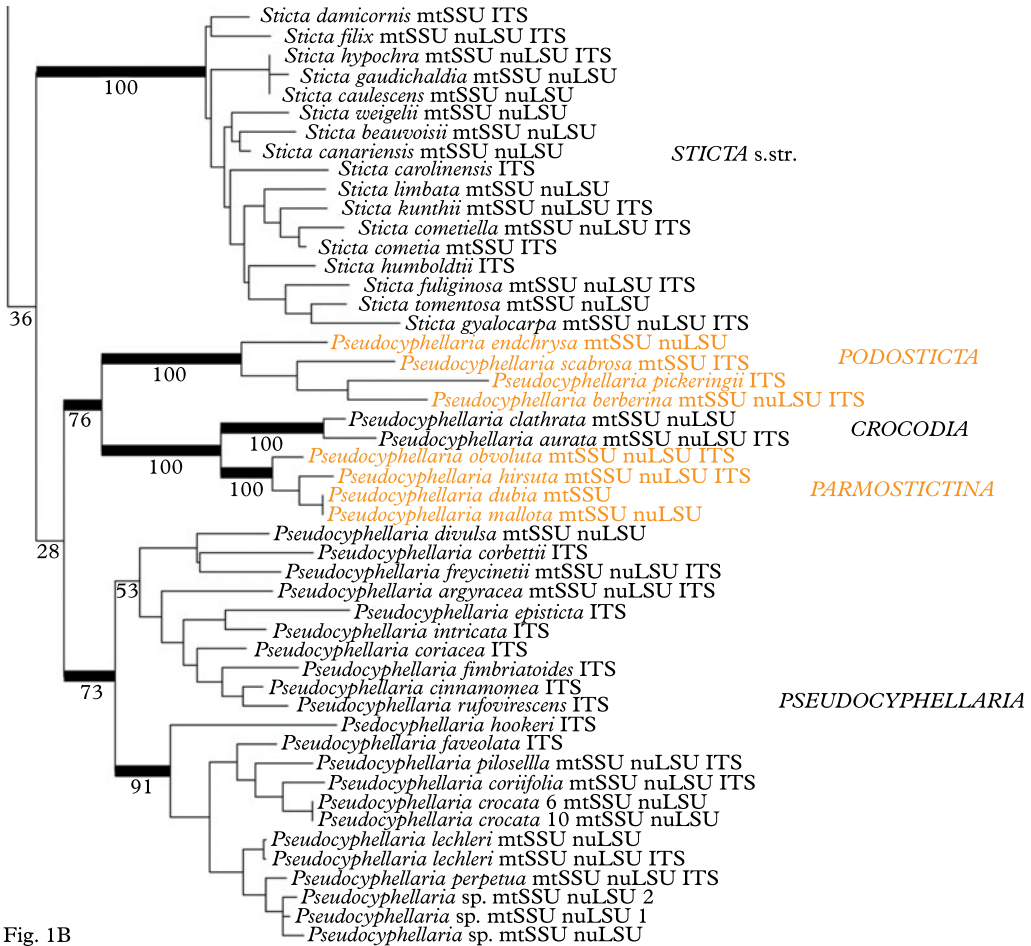 Sticta damicornis mtSSU ITS
Sticta filix mtSSU nuLSU ITS
Sticta hypochra mtSSU nuLSU ITS
Sticta gaudichaldia mtSSU nuLSU
100
Sticta caulescens mtSSU nuLSU
Sticta weigelii mtSSU nuLSU
Sticta beauvoisii mtSSU nuLSU
Sticta canariensis mtSSU nuLSU
STICTA s.str.
Sticta carolinensis ITS
Sticta limbata mtSSU nuLSU
Sticta kunthii mtSSU nuLSU ITS
Sticta cometiella mtSSU nuLSU ITS
Sticta cometia mtSSU ITS
Sticta humboldtii ITS
Sticta fuliginosa mtSSU nuLSU ITS
Sticta tomentosa mtSSU nuLSU
36
Sticta gyalocarpa mtSSU nuLSU ITS
Pseudocyphellaria endchrysa mtSSU nuLSU
Pseudocyphellaria scabrosa mtSSU ITS
PODOSTICTA
100
Pseudocyphellaria pickeringii ITS
Pseudocyphellaria berberina mtSSU nuLSU ITS
76
Pseudocyphellaria clathrata mtSSU nuLSU
CROCODIA
100
Pseudocyphellaria aurata mtSSU nuLSU ITS
Pseudocyphellaria obvoluta mtSSU nuLSU ITS
100
Pseudocyphellaria hirsuta mtSSU nuLSU ITS
PARMOSTICTINA
100
Pseudocyphellaria dubia mtSSU
Pseudocyphellaria mallota mtSSU nuLSU
Pseudocyphellaria divulsa mtSSU nuLSU
28
Pseudocyphellaria corbettii ITS
Pseudocyphellaria freycinetii mtSSU nuLSU ITS
53
Pseudocyphellaria argyracea mtSSU nuLSU ITS
Pseudocyphellaria episticta ITS
Pseudocyphellaria intricata ITS
Pseudocyphellaria coriacea ITS
Pseudocyphellaria fimbriatoides ITS
73
Pseudocyphellaria cinnamomea ITS
Pseudocyphellaria rufovirescens ITS
PSEUDOCYPHELLARIA
Psedocyphellaria hookeri ITS
Pseudocyphellaria faveolata ITS
Pseudocyphellaria pilosellla mtSSU nuLSU ITS
91
Pseudocyphellaria coriifolia mtSSU nuLSU ITS
Pseudocyphellaria crocata 6 mtSSU nuLSU
Pseudocyphellaria crocata 10 mtSSU nuLSU
Pseudocyphellaria lechleri mtSSU nuLSU
Pseudocyphellaria lechleri mtSSU nuLSU ITS
Pseudocyphellaria perpetua mtSSU nuLSU ITS
Pseudocyphellaria sp. mtSSU nuLSU 2
Pseudocyphellaria sp. mtSSU nuLSU 1
Pseudocyphellaria sp. mtSSU nuLSU
Fig. 1B